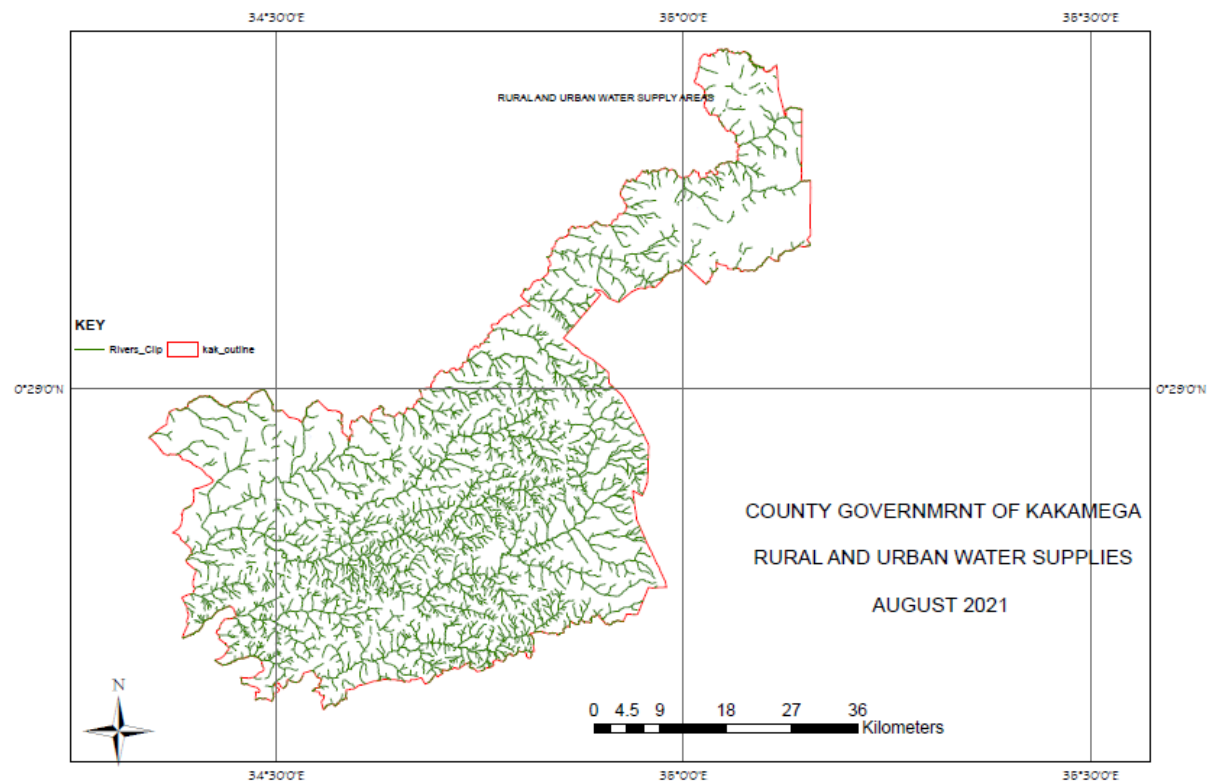 34°30'0"E 35°0'0"E 35°30'0"E
RURAL AND URBAN WATER SUPPLY AREAS
KEY
Rivers_Clip kak_outline
0°29'0"N 0°29'0"N
COUNTY GOVERNMRNT OF KAKAMEGA
RURAL AND URBAN WATER SUPPLIES
AUGUST 2021
N
0 4.5 9 18 27 36
Kilometers
34°30'0"E 35°0'0"E 35°30'0"E